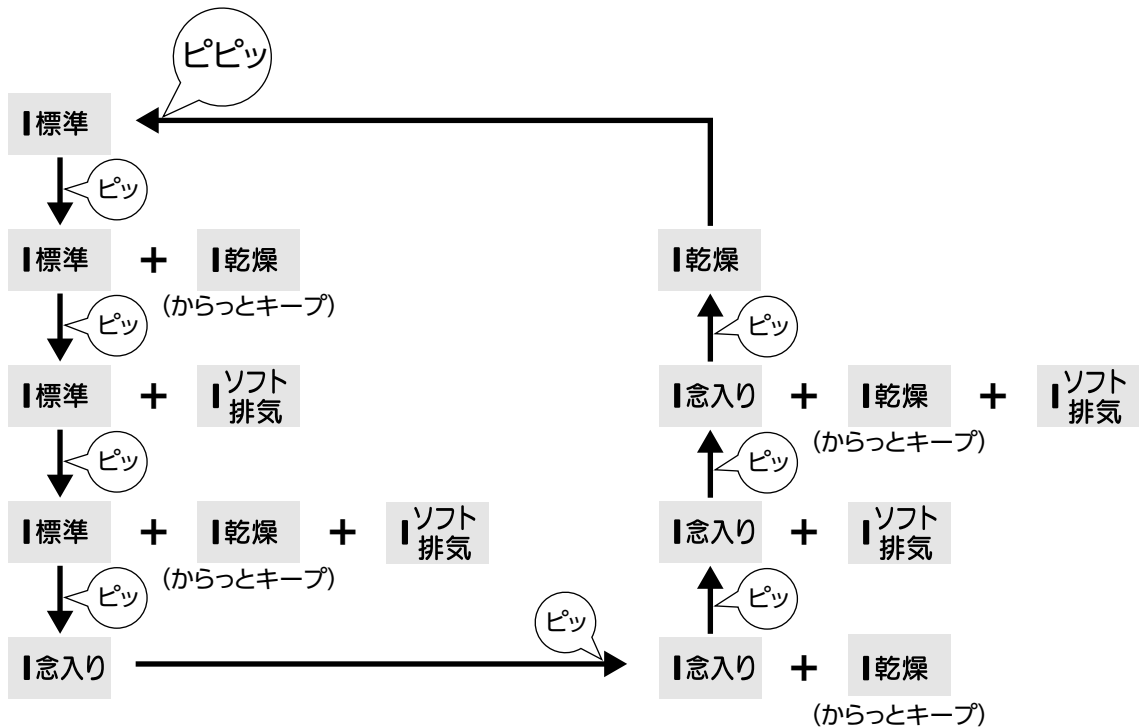 ピピッ
標準
ピッ
標準 + 乾燥
(からっとキープ)
ピッ
標準 + ソフト
排気
ピッ
標準 + 乾燥 + ソフト
排気
(からっとキープ)
ピッ
念入り
ピッ
念入り + 乾燥
(からっとキープ)
ピッ
念入り + ソフト
排気
ピッ
念入り + 乾燥 + ソフト
排気
(からっとキープ)
ピッ
乾燥